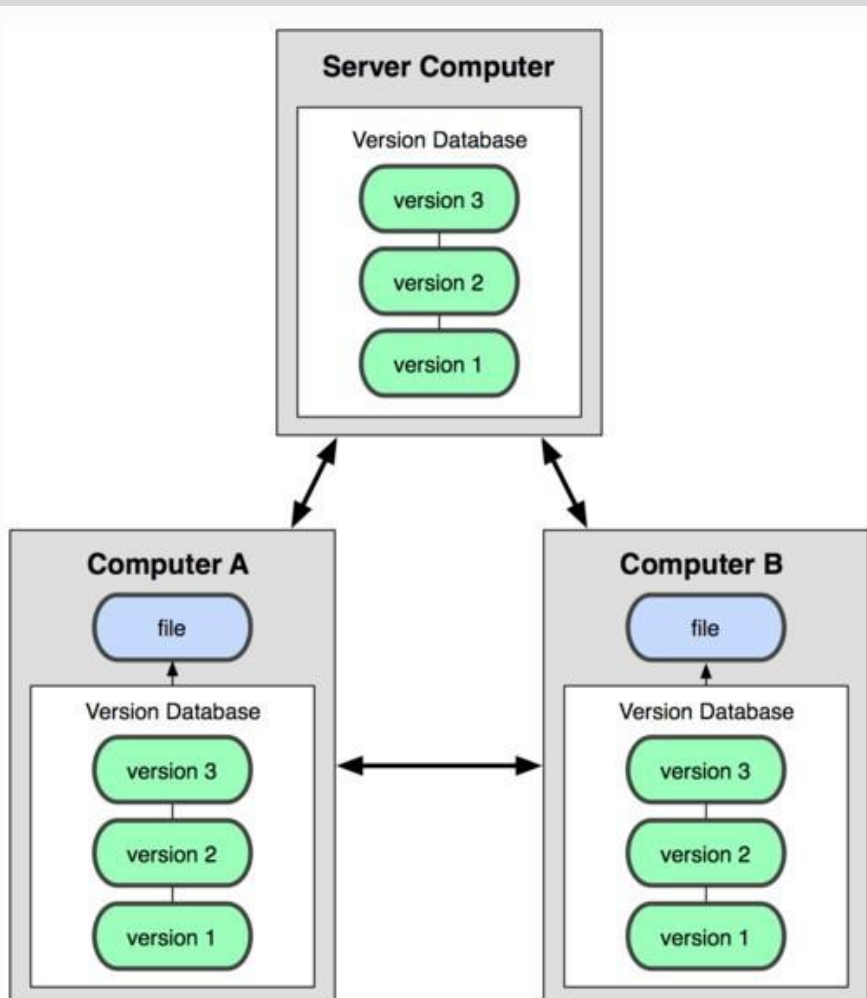 Server Computer
Version Database
version 3
version 2
version 1
Computer A
file
Version Database
version 3
version 2
version 1
Computer B
file
Version Database
version 3
version 2
version 1